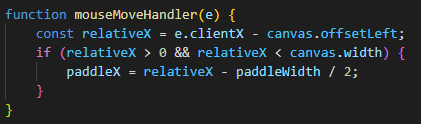 function mouseMoveHandler(e) {
    const relativeX = e.clientX - canvas.offsetLeft;
    if (relativeX > 0 && relativeX < canvas.width) {
        paddleX = relativeX - paddleWidth / 2;
    }
}